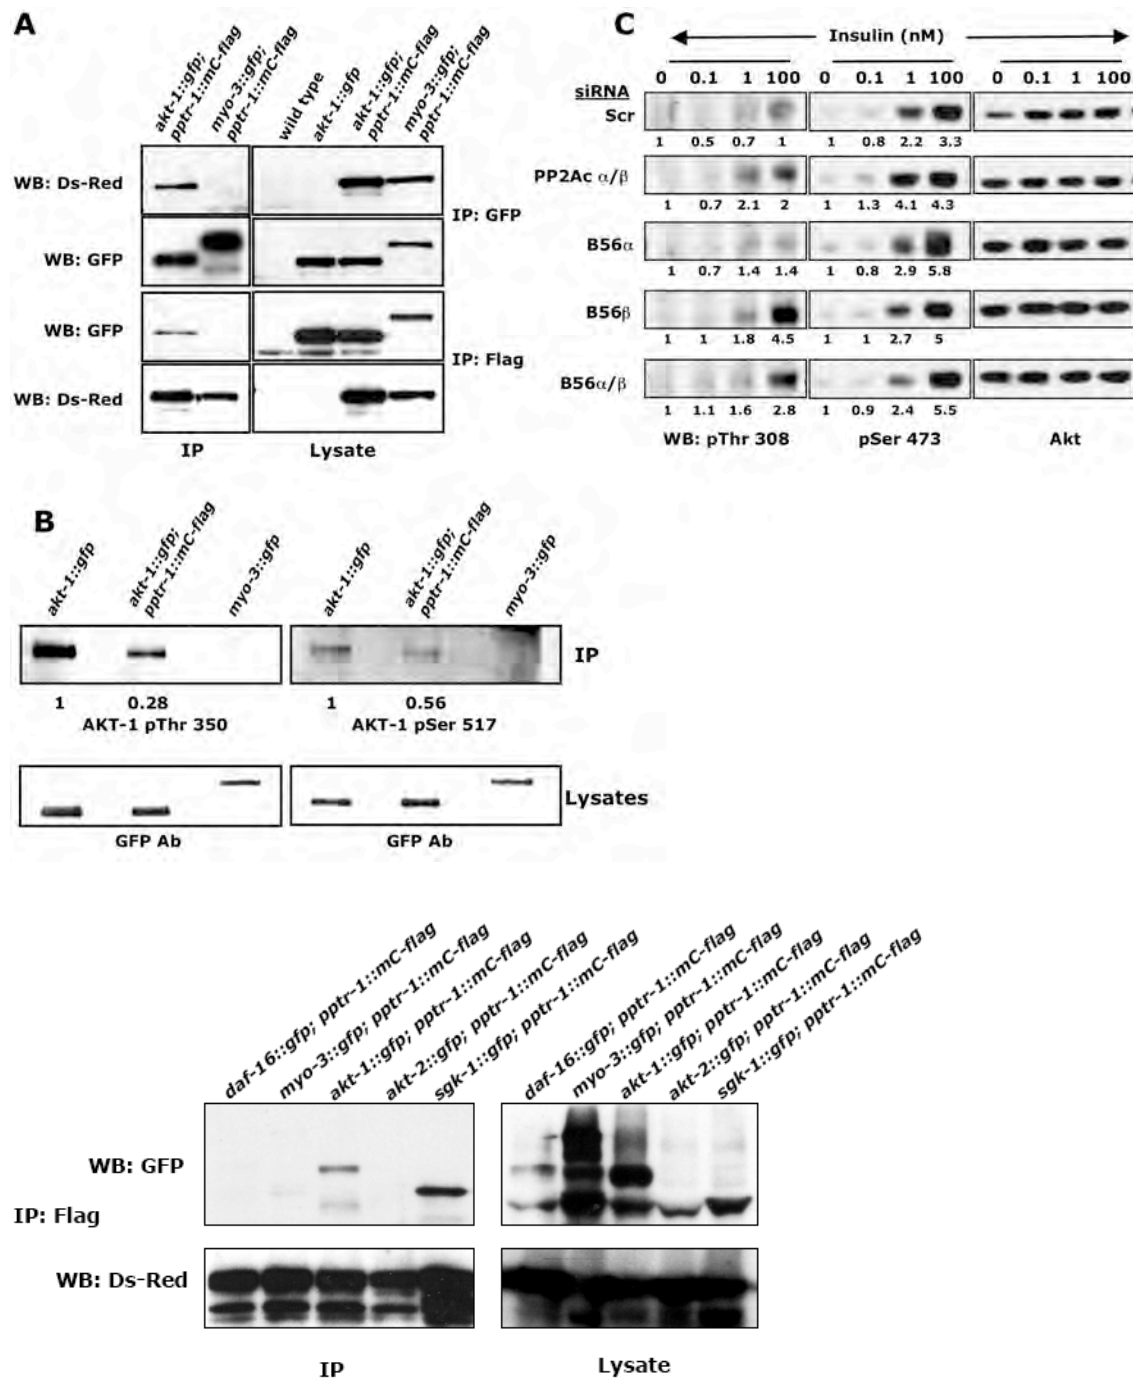 A
akt-1::gfp;
pptr-1::mC-flag
myo-3::gfp;
pptr-1::mC-flag
wild type
akt-1::gfp
akt-1::gfp;
pptr-1::mC-flag
myo-3::gfp;
pptr-1::mC-flag
WB: Ds-Red
IP: GFP
WB: GFP
WB: GFP
IP: Flag
WB: Ds-Red
IP Lysate
C
Insulin (nM)
0 0.1 1 100 0 0.1 1 100 0 0.1 1 100
siRNA
Scr
1 0.5 0.7 1 1 0.8 2.2 3.3
PP2Ac α/β
1 0.7 2.1 2 1 1.3 4.1 4.3
B56α
1 0.7 1.4 1.4 1 0.8 2.9 5.8
B56β
1 1 1.8 4.5 1 1 2.7 5
B56α/β
1 1.1 1.6 2.8 1 0.9 2.4 5.5
WB: pThr 308 pSer 473 Akt
B
akt-1::gfp
akt-1::gfp;
pptr-1::mC-flag
myo-3::gfp
akt-1::gfp
akt-1::gfp;
pptr-1::mC-flag
myo-3::gfp
IP
1 0.28 1 0.56
AKT-1 pThr 350 AKT-1 pSer 517
Lysates
GFP Ab GFP Ab
daf-16::gfp; pptr-1::mC-flag
myo-3::gfp; pptr-1::mC-flag
akt-1::gfp; pptr-1::mC-flag
akt-2::gfp; pptr-1::mC-flag
sgk-1::gfp; pptr-1::mC-flag
daf-16::gfp; pptr-1::mC-flag
myo-3::gfp; pptr-1::mC-flag
akt-1::gfp; pptr-1::mC-flag
akt-2::gfp; pptr-1::mC-flag
sgk-1::gfp; pptr-1::mC-flag
WB: GFP
IP: Flag
WB: Ds-Red
IP Lysate